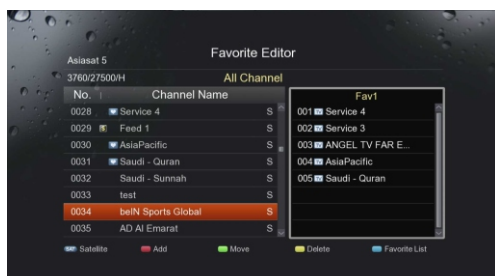 Favorite Editor
Asiasat 5
3760/27500/H
All Channel
No. Channel Name
0028 Service 4 S
0029 Feed 1 S
0030 AsiaPacific S
0031 Saudi - Quran S
0032 Saudi - Sunnah S
0033 test S
0034 beIN Sports Global S
0035 AD Al Emarat S
Fav1
001 Service 4
002 Service 3
003 ANGEL TV FAR E...
004 AsiaPacific
005 Saudi - Quran
Satellite Add Move Delete Favorite List